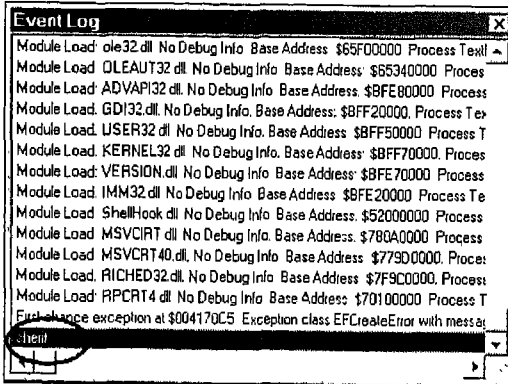 Event Log
Module Load: ole32.dll No Debug Info Base Address $65F00000 Process Text
Module Load OLEAUT32.dll. No Debug Info Base Address: $65340000 Proces
Module Load: ADVAPI32.dll. No Debug Info. Base Address. $BFE80000 Process
Module Load. GDI32.dll. No Debug Info. Base Address: $BFF20000. Process Tex
Module Load. USER32 dll No Debug Info. Base Address: $BFF50000 Process T
Module Load. KERNEL32 dll No Debug Info. Base Address: $BFF70000. Proces
Module Load: VERSION.dll No Debug Info Base Address: $BFE70000 Process
Module Load. IMM32.dll No Debug Info Base Address $BFE20000 Process Te
Module Load ShellHook dll No Debug Info Base Address. $52000000 Process
Module Load MSVCIRT dll No Debug Info. Base Address. $780A0000 Process
Module Load. MSVCRT40.dll. No Debug Info. Base Address $779D0000. Proces
Module Load. RICHED32.dll. No Debug Info. Base Address $7F9C0000. Process
Module Load: RPCRT4 dll No Debug Info Base Address $70100000 Process T
First chance exception at $004170C5 Exception class EFCreateError with messag